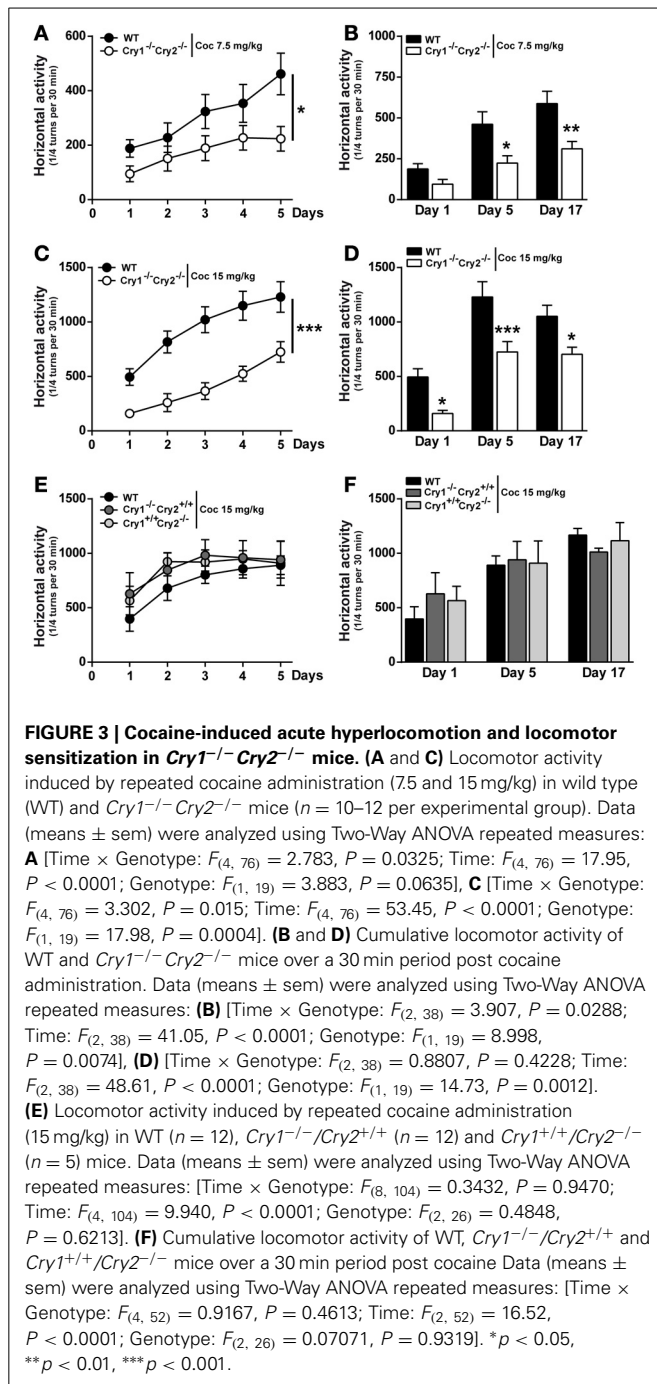 A
WT
Cry1-/-Cry2-/-
Coc 7.5 mg/kg
Horizontal activity
(1/4 turns per 30 min)
600
400
200
0
*
0 1 2 3 4 5 Days
B
WT
Cry1-/-Cry2-/-
Coc 7.5 mg/kg
Horizontal activity
(1/4 turns per 30 min)
1000
750
500
250
0
* **
Day 1 Day 5 Day 17
C
WT
Cry1-/-Cry2-/-
Coc 15 mg/kg
Horizontal activity
(1/4 turns per 30 min)
1500
1000
500
0
***
0 1 2 3 4 5 Days
D
WT
Cry1-/-Cry2-/-
Coc 15 mg/kg
Horizontal activity
(1/4 turns per 30 min)
1500
1000
500
0
* *** *
Day 1 Day 5 Day 17
E
WT
Cry1-/-Cry2+/+
Cry1+/+Cry2-/-
Coc 15 mg/kg
Horizontal activity
(1/4 turns per 30 min)
1500
1000
500
0
0 1 2 3 4 5 Days
F
WT
Cry1-/-Cry2+/+
Cry1+/+Cry2-/-
Coc 15 mg/kg
Horizontal activity
(1/4 turns per 30 min)
1500
1000
500
0
Day 1 Day 5 Day 17
FIGURE 3 | Cocaine-induced acute hyperlocomotion and locomotor
sensitization in Cry1−/−Cry2−/− mice. (A and C) Locomotor activity
induced by repeated cocaine administration (7.5 and 15 mg/kg) in wild type
(WT) and Cry1−/−Cry2−/− mice (n = 10–12 per experimental group). Data
(means ± sem) were analyzed using Two-Way ANOVA repeated measures:
A [Time × Genotype: F(4, 76) = 2.783, P = 0.0325; Time: F(4, 76) = 17.95,
P < 0.0001; Genotype: F(1, 19) = 3.883, P = 0.0635], C [Time × Genotype:
F(4, 76) = 3.302, P = 0.015; Time: F(4, 76) = 53.45, P < 0.0001; Genotype:
F(1, 19) = 17.98, P = 0.0004]. (B and D) Cumulative locomotor activity of
WT and Cry1−/−Cry2−/− mice over a 30 min period post cocaine
administration. Data (means ± sem) were analyzed using Two-Way ANOVA
repeated measures: (B) [Time × Genotype: F(2, 38) = 3.907, P = 0.0288;
Time: F(2, 38) = 41.05, P < 0.0001; Genotype: F(1, 19) = 8.998,
P = 0.0074], (D) [Time × Genotype: F(2, 38) = 0.8807, P = 0.4228; Time:
F(2, 38) = 48.61, P < 0.0001; Genotype: F(1, 19) = 14.73, P = 0.0012].
(E) Locomotor activity induced by repeated cocaine administration
(15 mg/kg) in WT (n = 12), Cry1−/−/Cry2+/+ (n = 12) and Cry1+/+/Cry2−/−
(n = 5) mice. Data (means ± sem) were analyzed using Two-Way ANOVA
repeated measures: [Time × Genotype: F(8, 104) = 0.3432, P = 0.9470;
Time: F(4, 104) = 9.940, P < 0.0001; Genotype: F(2, 26) = 0.4848,
P = 0.6213]. (F) Cumulative locomotor activity of WT, Cry1−/−/Cry2+/+ and
Cry1+/+/Cry2−/− mice over a 30 min period post cocaine Data (means ±
sem) were analyzed using Two-Way ANOVA repeated measures: [Time ×
Genotype: F(4, 52) = 0.9167, P = 0.4613; Time: F(2, 52) = 16.52,
P < 0.0001; Genotype: F(2, 26) = 0.07071, P = 0.9319]. *p < 0.05,
**p < 0.01, ***p < 0.001.